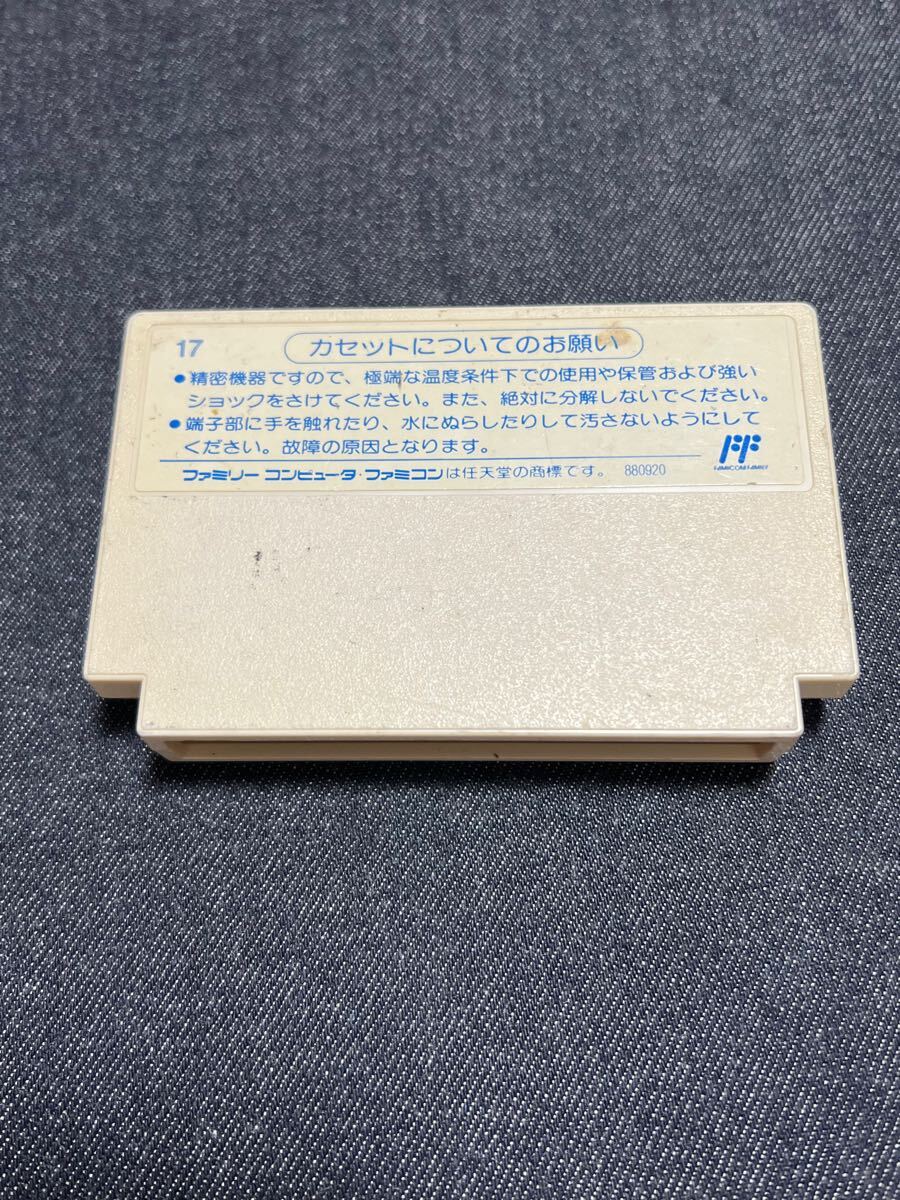 17
カセットについてのお願い
●精密機器ですので、極端な温度条件下での使用や保管および強い
ショックをさけてください。また、絶対に分解しないでください。
●端子部に手を触れたり、水にぬらしたりして汚さないようにして
ください。故障の原因となります。
FAMICOM FAMILY
ファミリーコンピュータ・ファミコンは任天堂の商標です。 880920